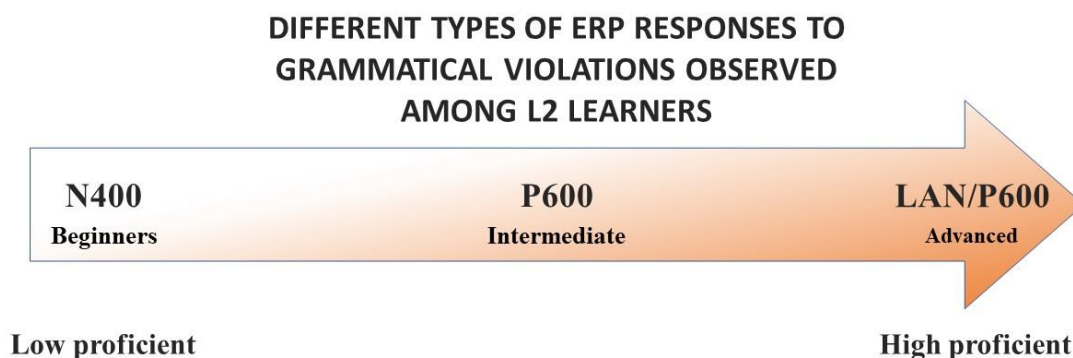 DIFFERENT TYPES OF ERP RESPONSES TO
GRAMMATICAL VIOLATIONS OBSERVED
AMONG L2 LEARNERS
N400 P600 LAN/P600
Beginners Intermediate Advanced
Low proficient High proficient